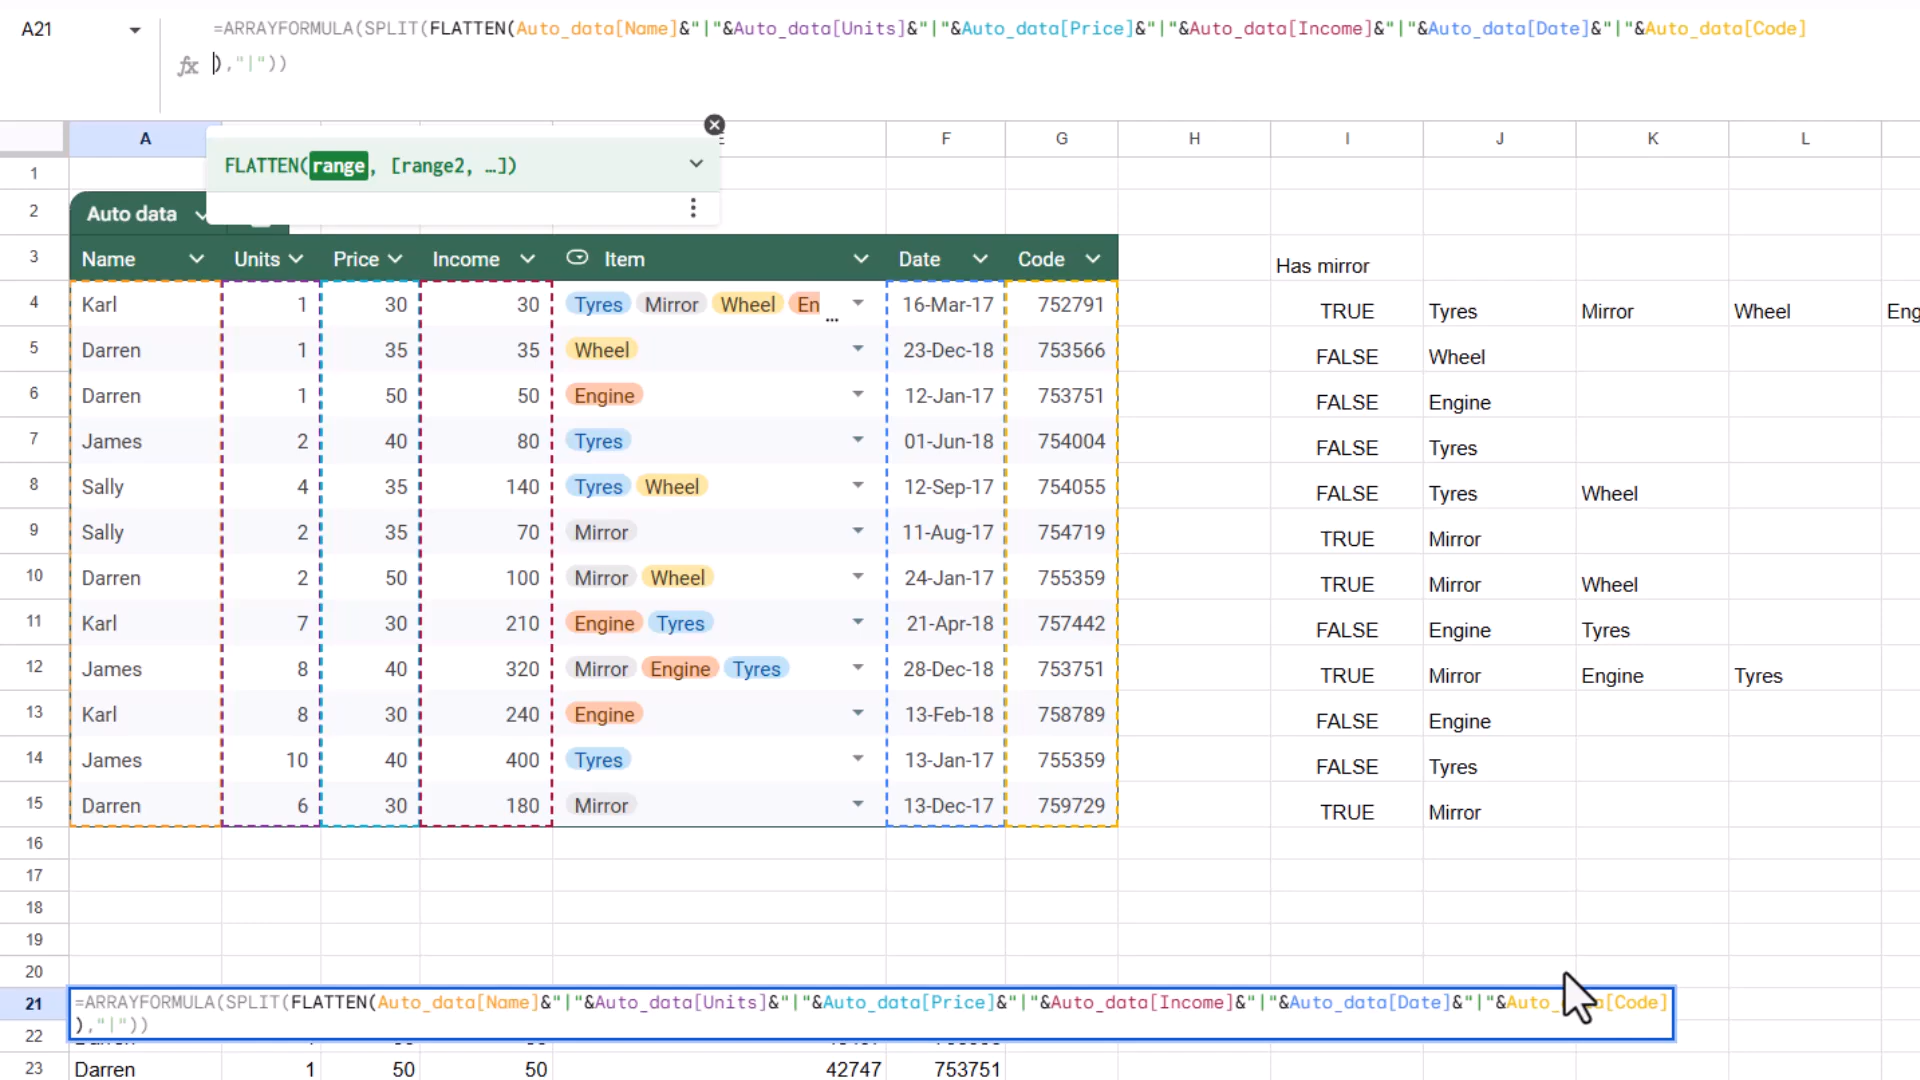 A21 =ARRAYFORMULA(SPLIT(FLATTEN(Auto_data[Name]&"|"&Auto_data[Units]&"|"&Auto_data[Price]&"|"&Auto_data[Income]&"|"&Auto_data[Date]&"|"&Auto_data[Code]
fx ),"|"))
A F G H I J K L
FLATTEN(range, [range2, …])
1
2 Auto data
3 Name Units Price Income Item Date Code Has mirror
4 Karl 1 30 30 Tyres Mirror Wheel En ... 16-Mar-17 752791 TRUE Tyres Mirror Wheel Eng
5 Darren 1 35 35 Wheel 23-Dec-18 753566 FALSE Wheel
6 Darren 1 50 50 Engine 12-Jan-17 753751 FALSE Engine
7 James 2 40 80 Tyres 01-Jun-18 754004 FALSE Tyres
8 Sally 4 35 140 Tyres Wheel 12-Sep-17 754055 FALSE Tyres Wheel
9 Sally 2 35 70 Mirror 11-Aug-17 754719 TRUE Mirror
10 Darren 2 50 100 Mirror Wheel 24-Jan-17 755359 TRUE Mirror Wheel
11 Karl 7 30 210 Engine Tyres 21-Apr-18 757442 FALSE Engine Tyres
12 James 8 40 320 Mirror Engine Tyres 28-Dec-18 753751 TRUE Mirror Engine Tyres
13 Karl 8 30 240 Engine 13-Feb-18 758789 FALSE Engine
14 James 10 40 400 Tyres 13-Jan-17 755359 FALSE Tyres
15 Darren 6 30 180 Mirror 13-Dec-17 759729 TRUE Mirror
16
17
18
19
20
21 =ARRAYFORMULA(SPLIT(FLATTEN(Auto_data[Name]&"|"&Auto_data[Units]&"|"&Auto_data[Price]&"|"&Auto_data[Income]&"|"&Auto_data[Date]&"|"&Auto_ [Code]
),"|"))
22
23 Darren 1 50 50 42747 753751